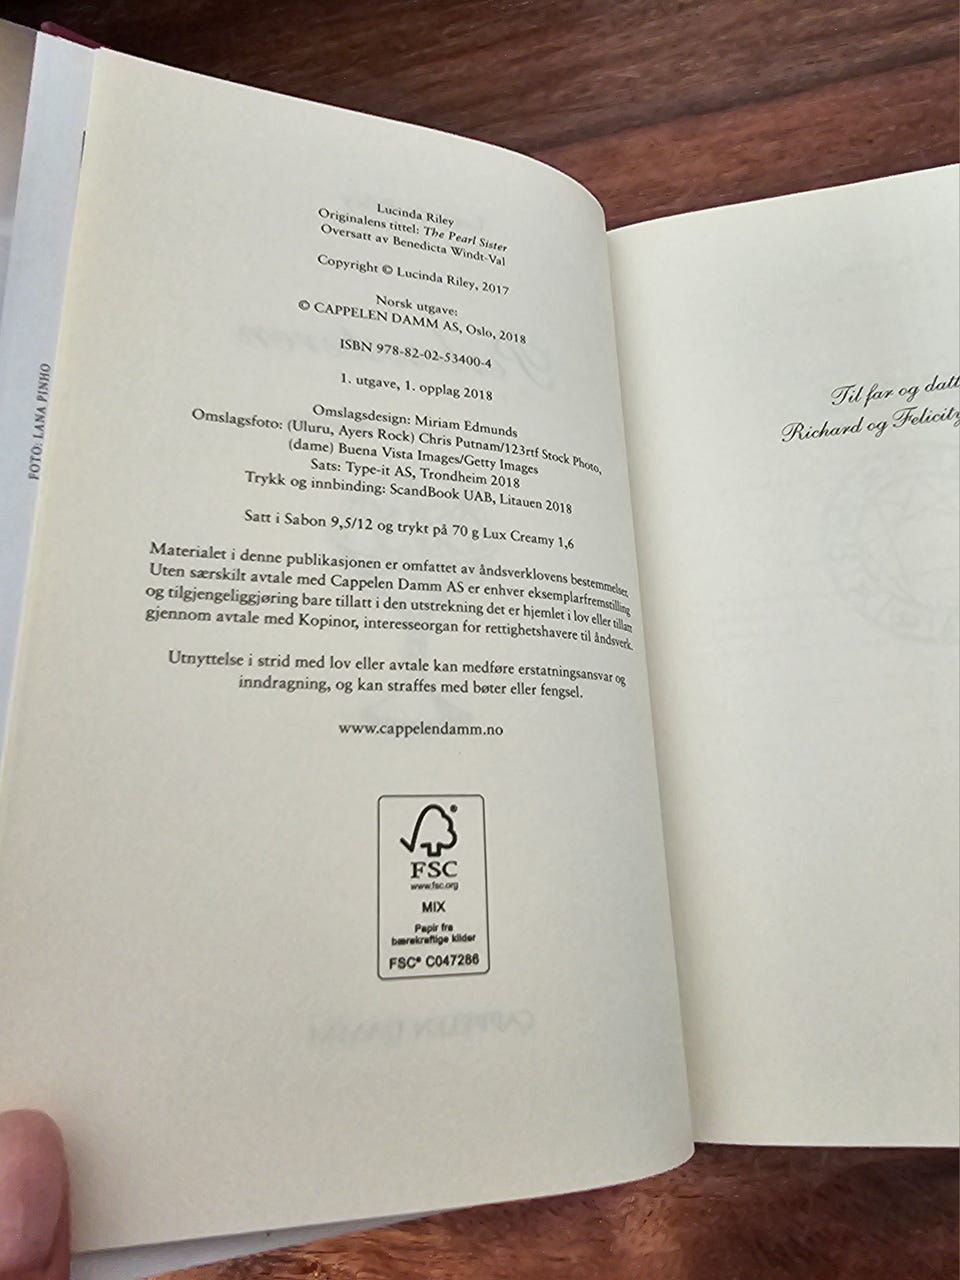 FOTO: LANA PINHO
Lucinda Riley
Originalens tittel: The Pearl Sister
Oversatt av Benedicta Windt-Val
Copyright © Lucinda Riley, 2017
Norsk utgave:
© CAPPELEN DAMM AS, Oslo, 2018
ISBN 978-82-02-53400-4
1. utgave, 1. opplag 2018
Omslagsdesign: Miriam Edmunds
Omslagsfoto: (Uluru, Ayers Rock) Chris Putnam/123rtf Stock Photo,
(dame) Buena Vista Images/Getty Images
Sats: Type-it AS, Trondheim 2018
Trykk og innbinding: ScandBook UAB, Litauen 2018
Satt i Sabon 9,5/12 og trykt på 70 g Lux Creamy 1,6
Materialet i denne publikasjonen er omfattet av åndsverklovens bestemmelser.
Uten særskilt avtale med Cappelen Damm AS er enhver eksemplarfremstilling
og tilgjengeliggjøring bare tillatt i den utstrekning det er hjemlet i lov eller tillatt
gjennom avtale med Kopinor, interesseorgan for rettighetshavere til åndsverk.
Utnyttelse i strid med lov eller avtale kan medføre erstatningsansvar og
inndragning, og kan straffes med bøter eller fengsel.
www.cappelendamm.no
FSC
www.fsc.org
MIX
Papir fra
bærekraftige kilder
FSC® C047286
Til far og datt
Richard og Felicity